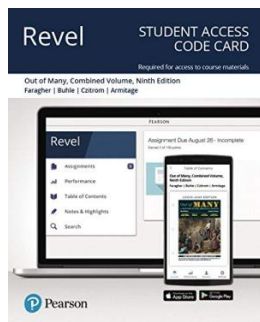 Revel
STUDENT ACCESS
CODE CARD
Required for access to course materials
Out of Many, Combined Volume, Ninth Edition
Faragher | Buhle | Czitrom | Armitage
PEARSON
Revel
Assignments
Performance
Table of Contents
Notes & Highlights
Search
Assignment Due August 28 - Incomplete
Table of Contents
Out of Many, Combined Volume,
Ninth Edition
Faragher | Buhle | Czitrom | Armitage
Out of
MANY
Pearson
App Store
Google Play